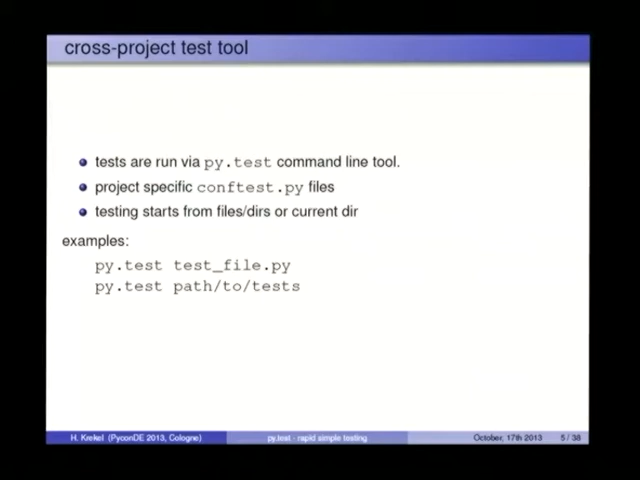 cross-project test tool
tests are run via py.test command line tool.
project specific conftest.py files
testing starts from files/dirs or current dir
examples:
py.test test_file.py
py.test path/to/tests
H. Krekel (PyconDE 2013, Cologne)
py.test - rapid simple testing
October, 17th 2013
5 / 38